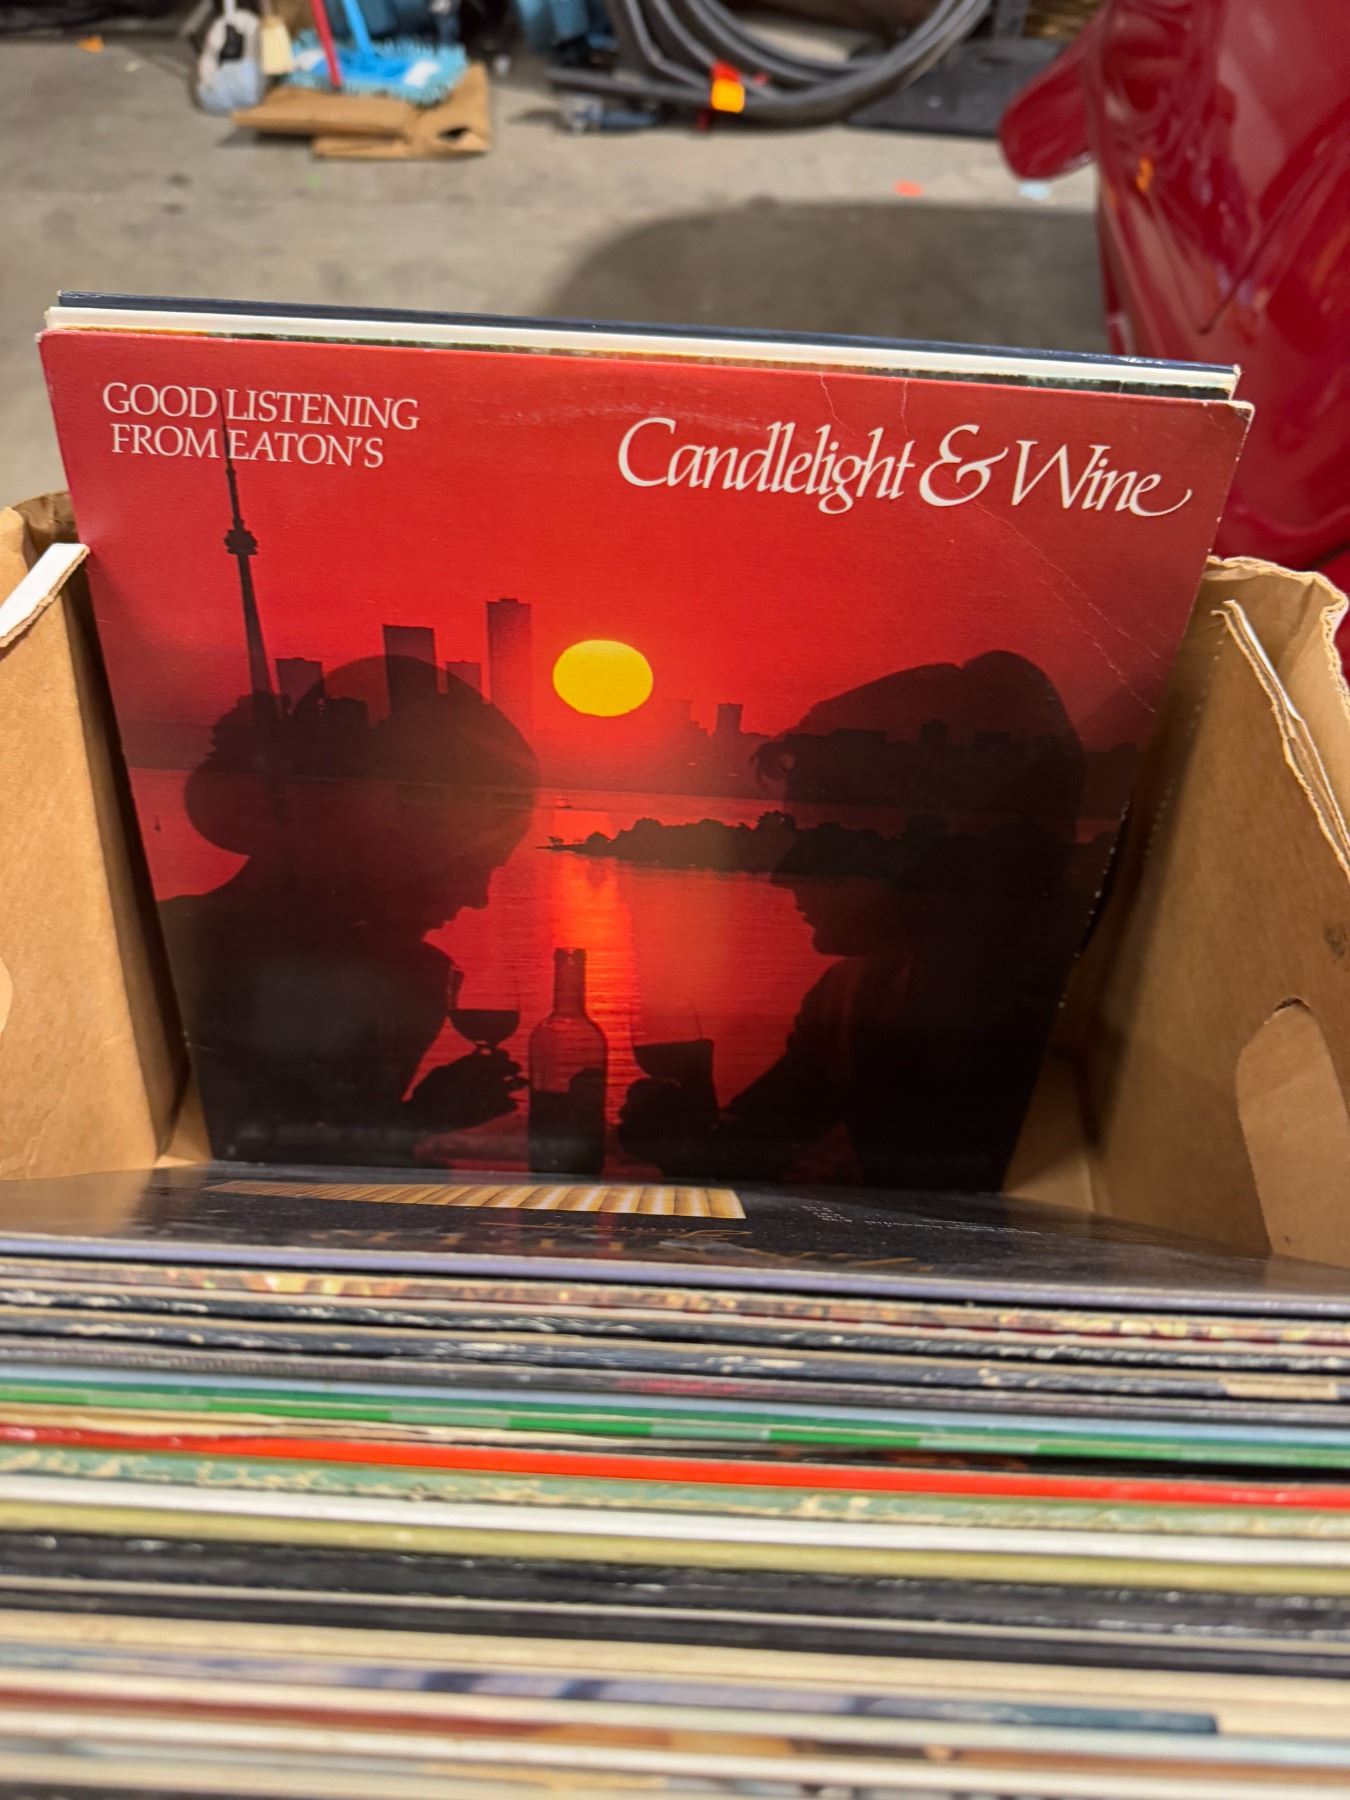 GOOD LISTENING
FROM EATON'S
Candlelight & Wine